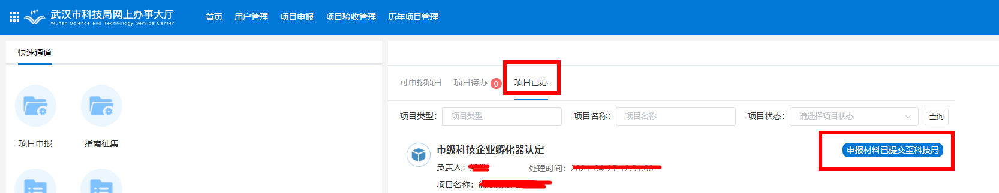 武汉市科技局网上办事大厅
Wuhan Science and Technology Service Center
首页 用户管理 项目申报 项目验收管理 历年项目管理
快速通道
可申报项目 项目待办 0 项目已办
项目类型： 项目类型 项目名称： 项目名称 项目状态： 请选择项目状态 查询
项目申报 指南征集
市级科技企业孵化器认定
申报材料已提交至科技局
负责人： 处理时间：
项目名称：